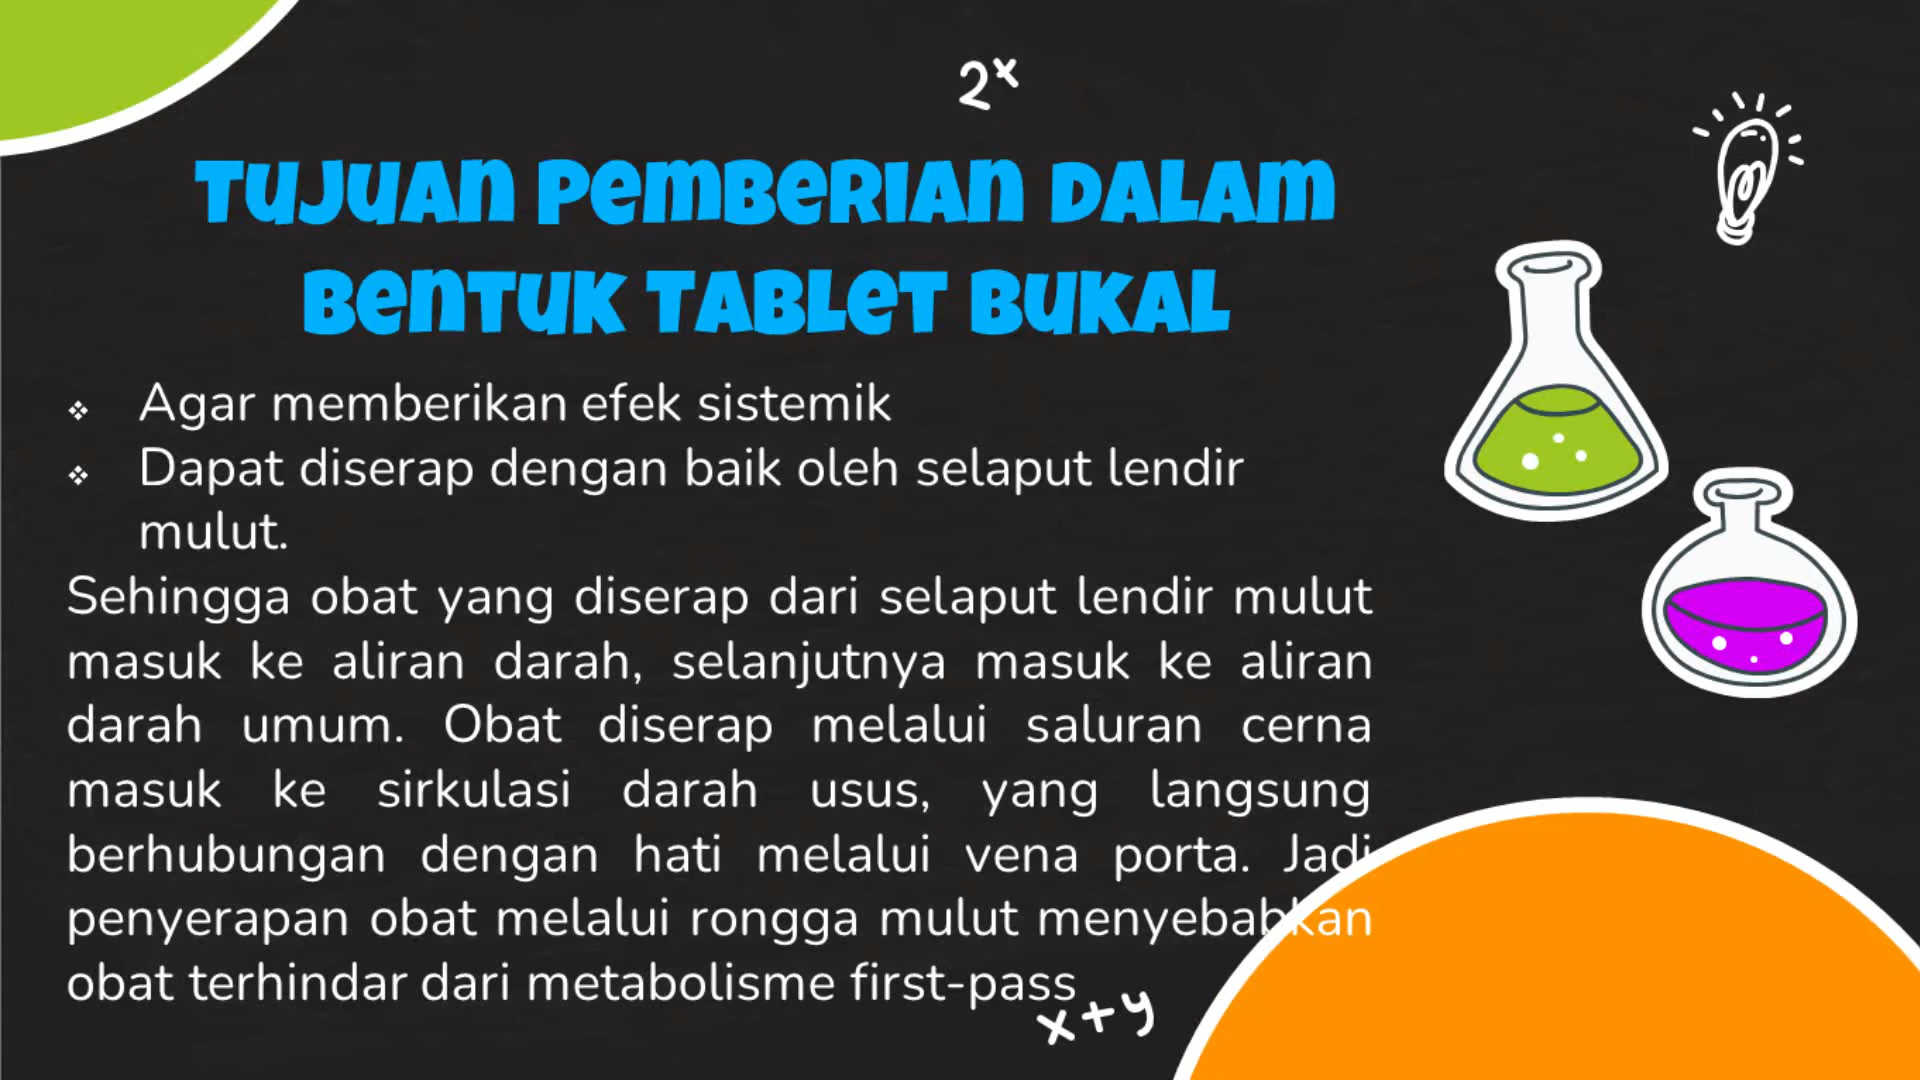 2ˣ
TUJUAN PEMBERIAN DALAM
BENTUK TABLET BUKAL
❖ Agar memberikan efek sistemik
❖ Dapat diserap dengan baik oleh selaput lendir
mulut.
Sehingga obat yang diserap dari selaput lendir mulut
masuk ke aliran darah, selanjutnya masuk ke aliran
darah umum. Obat diserap melalui saluran cerna
masuk ke sirkulasi darah usus, yang langsung
berhubungan dengan hati melalui vena porta. Jadi
penyerapan obat melalui rongga mulut menyebabkan
obat terhindar dari metabolisme first-pass
x+y